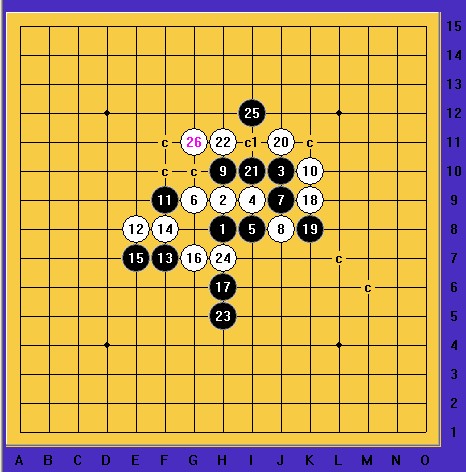 15
14
13
25 12
c 26 22 c1 20 c 11
c c 9 21 3 10 10
11 6 2 4 7 18 9
12 14 1 5 8 19 8
15 13 16 24 c 7
17 c 6
23 5
4
3
2
1
A B C D E F G H I J K L M N O